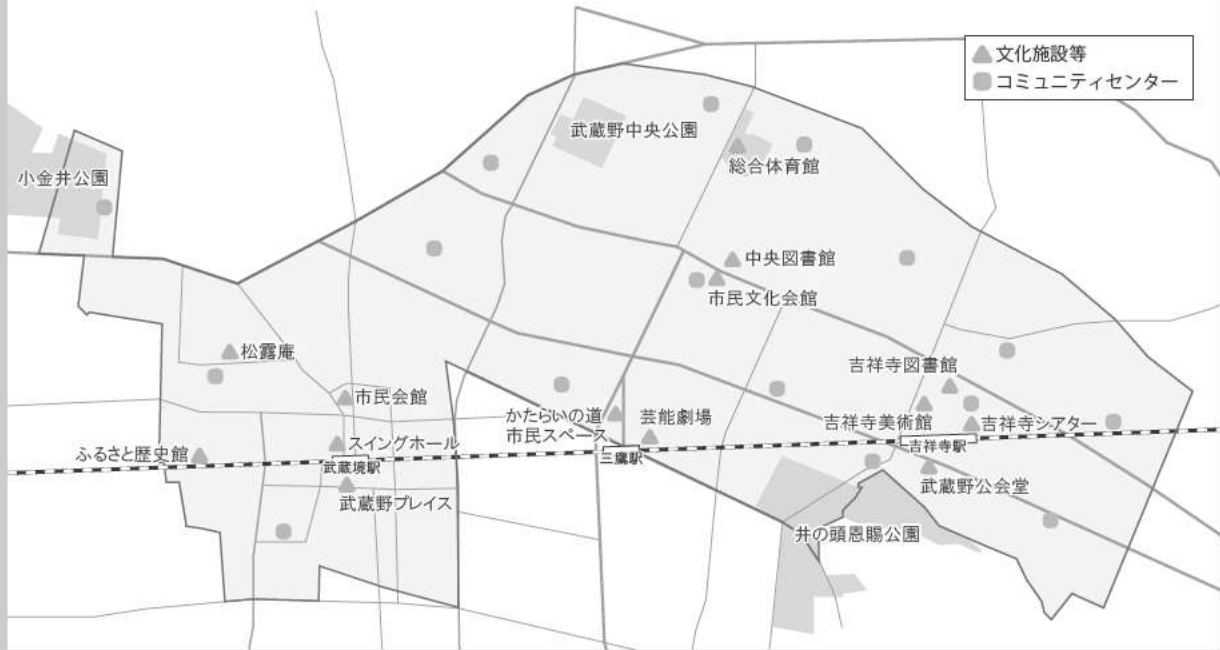 文化施設等
コミュニティセンター
武蔵野中央公園
総合体育館
小金井公園
中央図書館
市民文化会館
松露庵
吉祥寺図書館
市民会館
かたらいの道
市民スペース
芸能劇場
吉祥寺美術館
吉祥寺シアター
スイングホール
ふるさと歴史館
武蔵境駅
三鷹駅
吉祥寺駅
武蔵野プレイス
武蔵野公会堂
井の頭恩賜公園